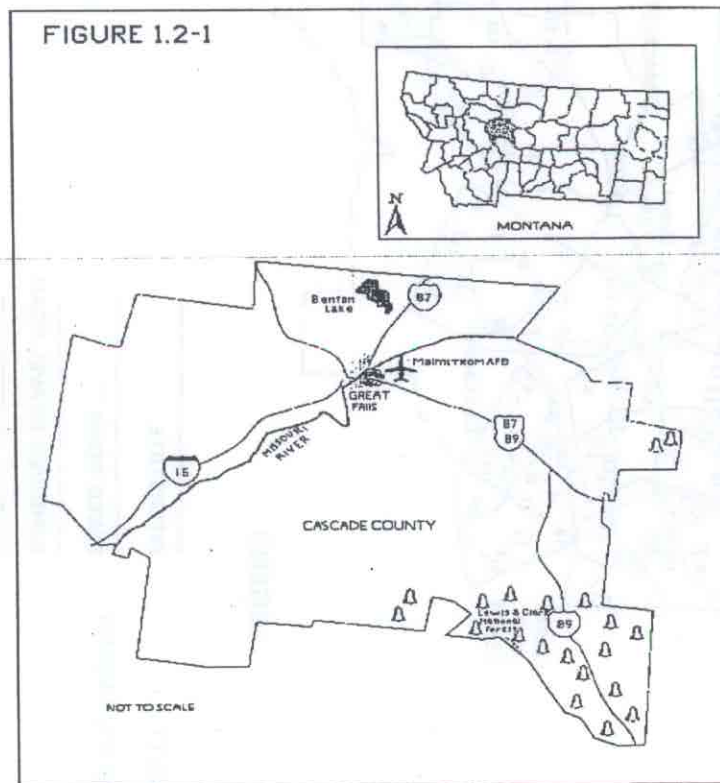 FIGURE 1.2-1
N
MONTANA
Benton
Lake
87
Malmstrom AFB
GREAT
Falls
87
89
MISSOURI
RIVER
15
CASCADE COUNTY
Lewis & Clark
National
Forest
89
NOT TO SCALE